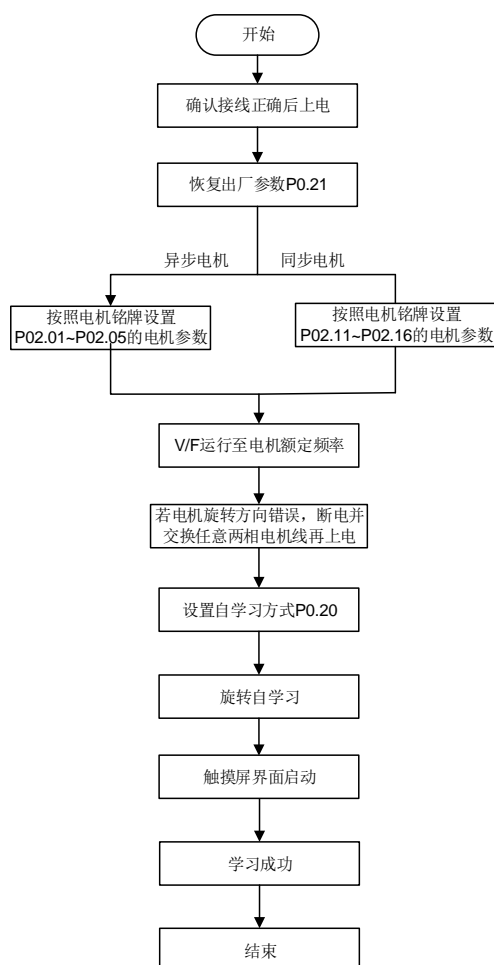 开始
确认接线正确后上电
恢复出厂参数P0.21
异步电机
同步电机
按照电机铭牌设置
P02.01~P02.05的电机参数
按照电机铭牌设置
P02.11~P02.16的电机参数
V/F运行至电机额定频率
若电机旋转方向错误，断电并
交换任意两相电机线再上电
设置自学习方式P0.20
旋转自学习
触摸屏界面启动
学习成功
结束